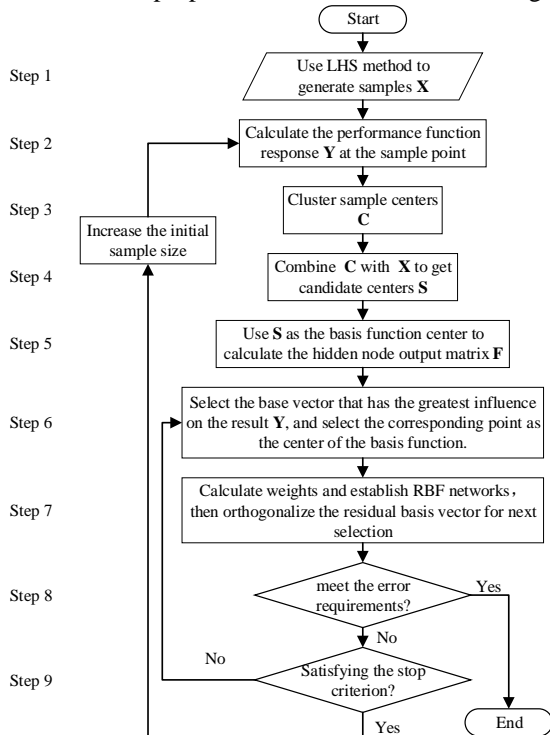 Start
Step 1
Use LHS method to
generate samples X
Step 2
Calculate the performance function
response Y at the sample point
Step 3
Cluster sample centers
C
Increase the initial
sample size
Step 4
Combine C with X to get
candidate centers S
Step 5
Use S as the basis function center to
calculate the hidden node output matrix F
Step 6
Select the base vector that has the greatest influence
on the result Y, and select the corresponding point as
the center of the basis function.
Step 7
Calculate weights and establish RBF networks，
then orthogonalize the residual basis vector for next
selection
Step 8
meet the error
requirements?
Yes
No
Step 9
No
Satisfying the stop
criterion?
Yes
End